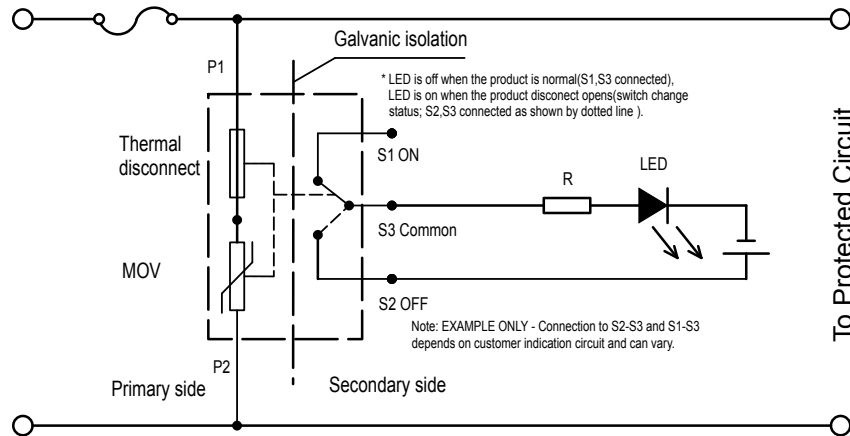 Galvanic isolation
P1
* LED is off when the product is normal(S1,S3 connected),
LED is on when the product disconect opens(switch change
status; S2,S3 connected as shown by dotted line ).
Thermal
disconnect
S1 ON
R
LED
S3 Common
MOV
S2 OFF
Note: EXAMPLE ONLY - Connection to S2-S3 and S1-S3
depends on customer indication circuit and can vary.
P2
Primary side
Secondary side
To Protected Circuit